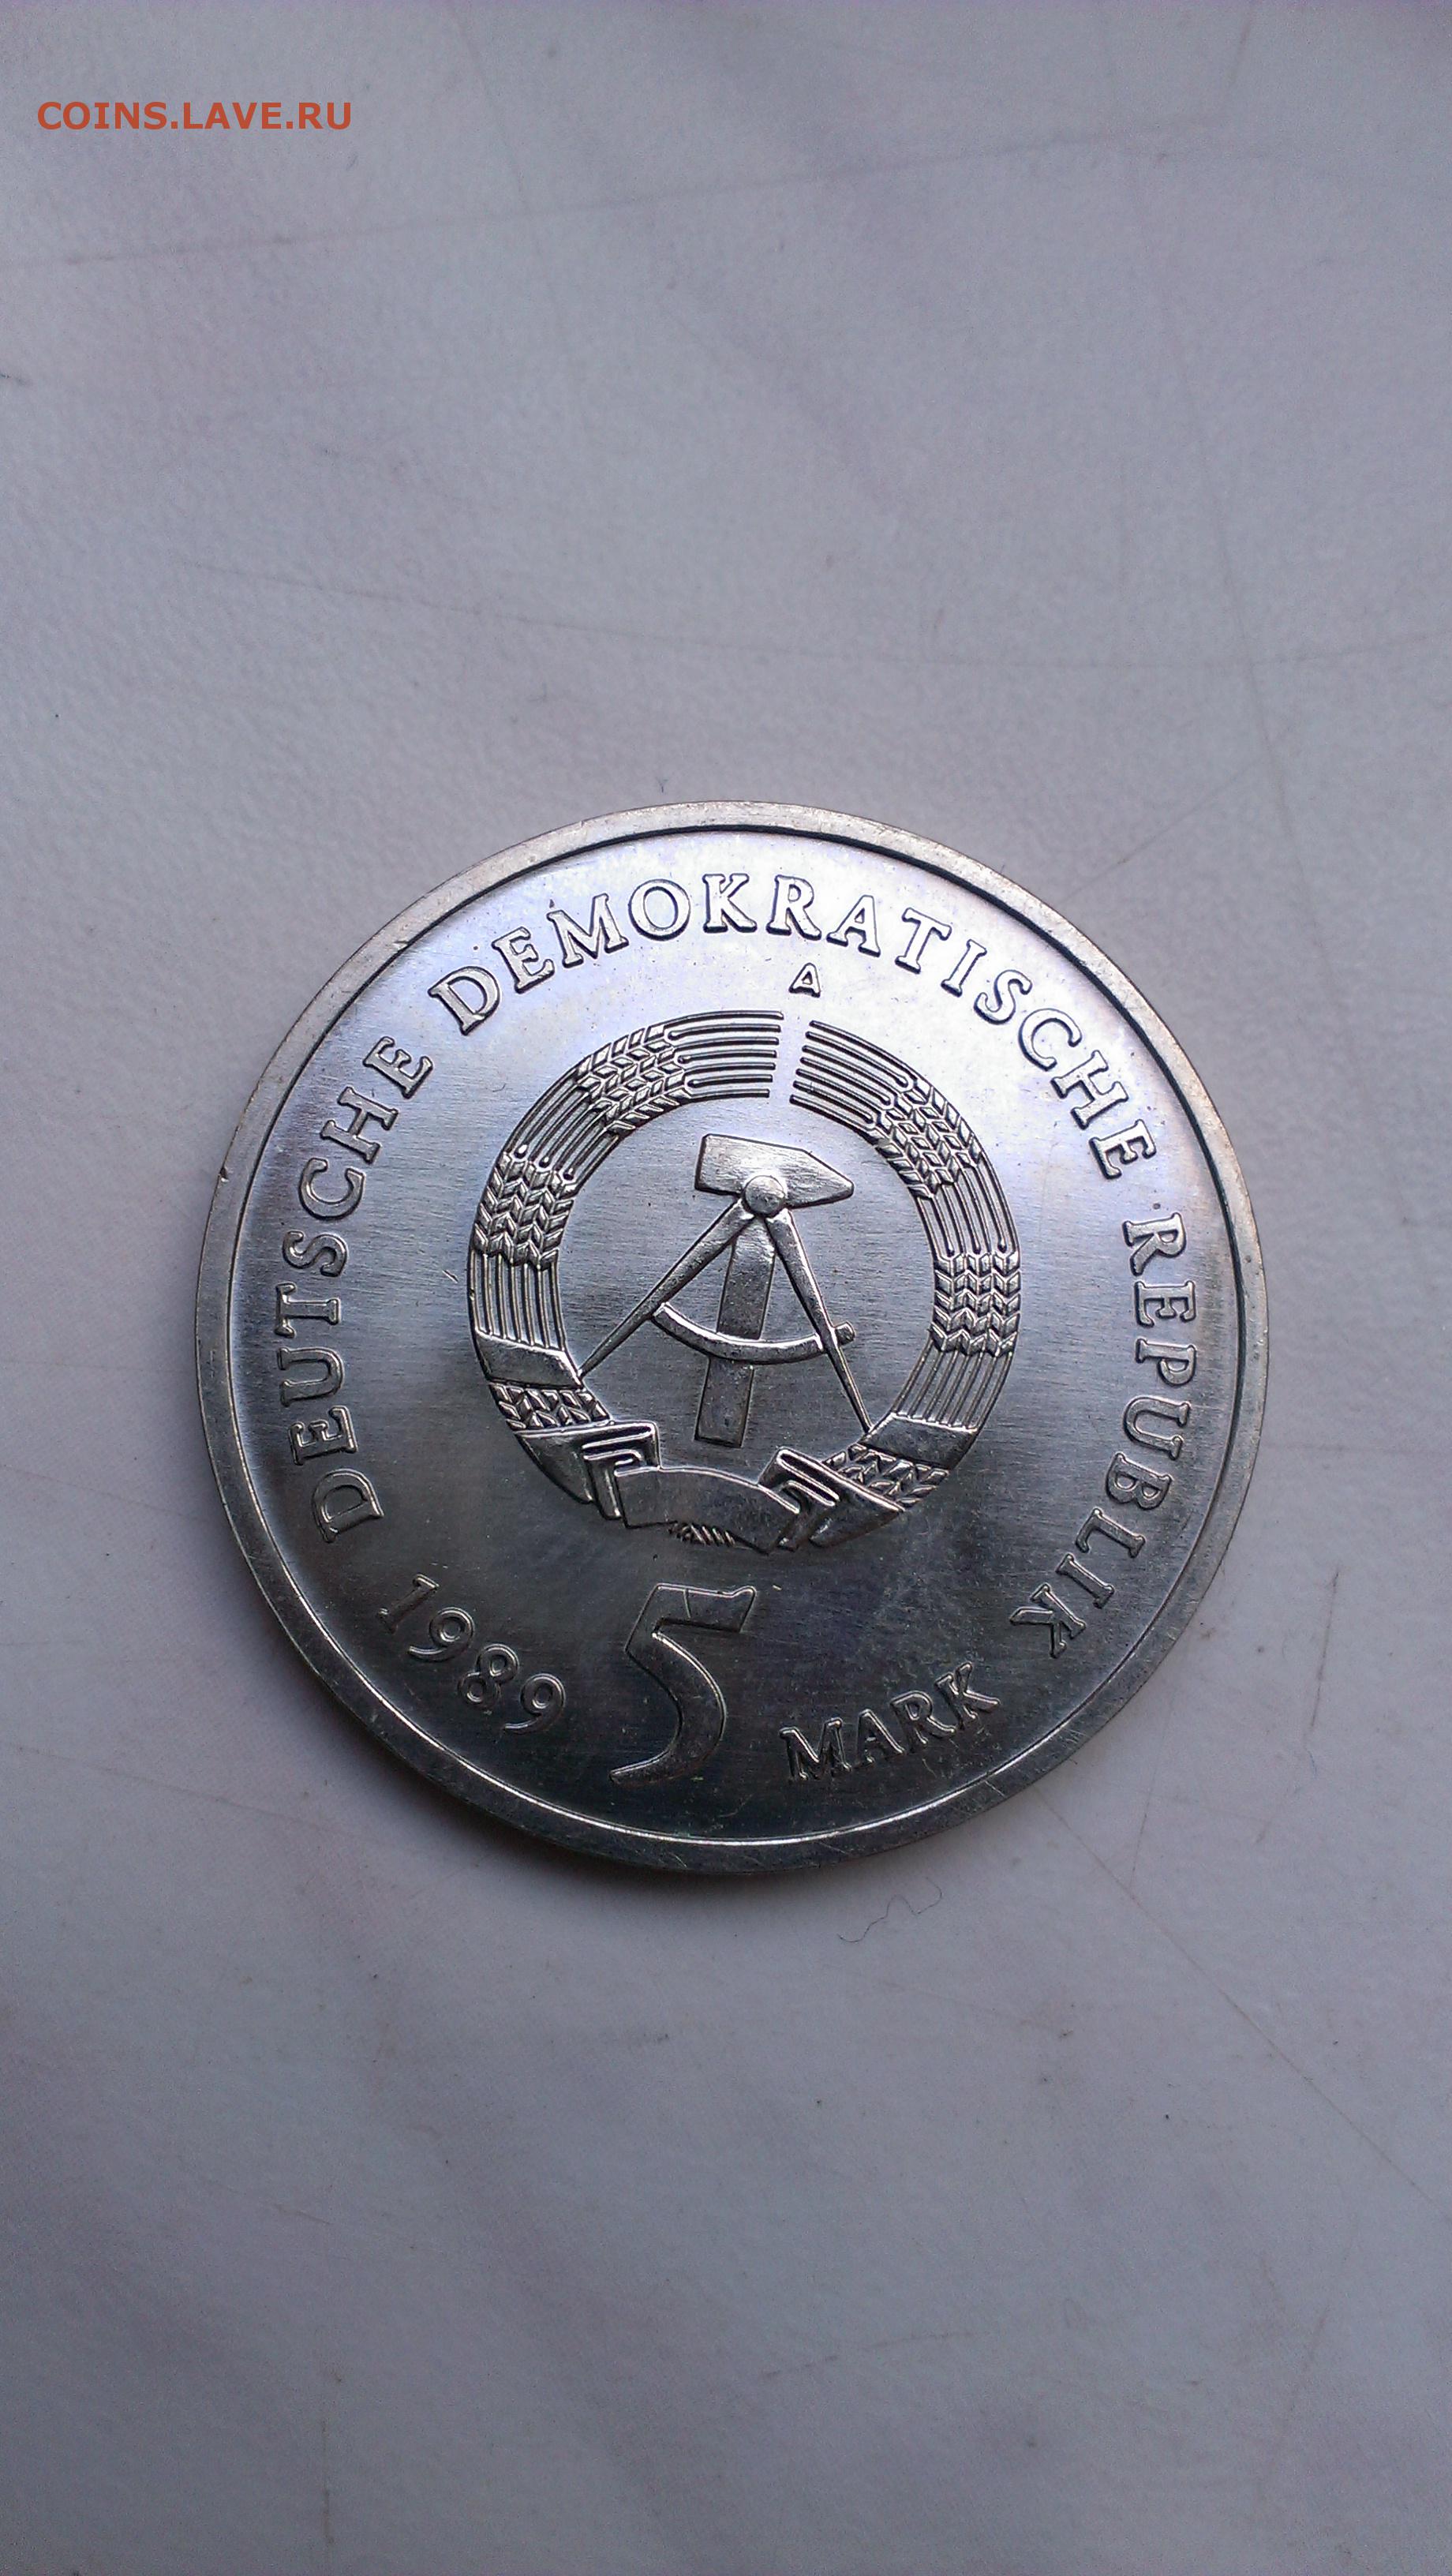 COINS.LAVE.RU
DEUTSCHE DEMOKRATISCHE REPUBLIK
A
1989 5 MARK